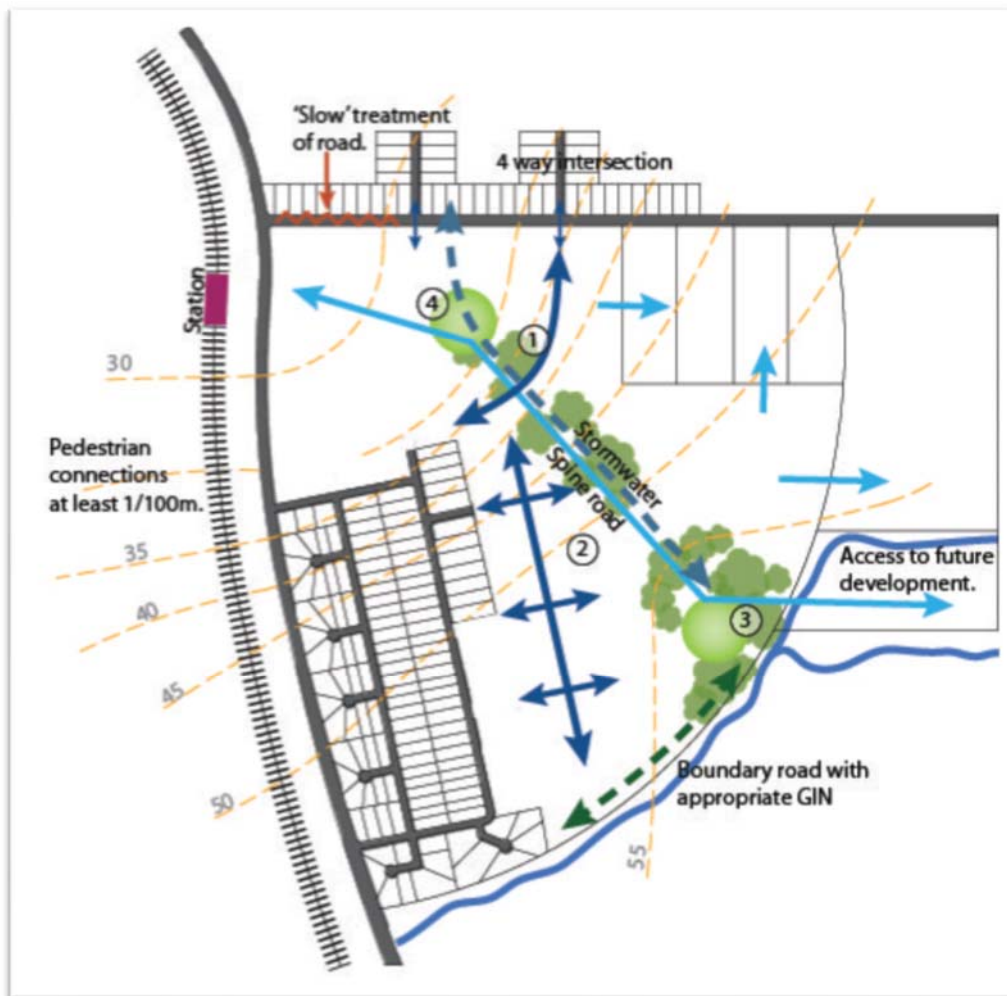 'Slow' treatment
of road.
4 way intersection
Station
4
1
30
Pedestrian
connections
at least 1/100m.
Stormwater
Spine road
2
35
Access to future
development.
40
3
45
50
Boundary road with
appropriate GIN
55